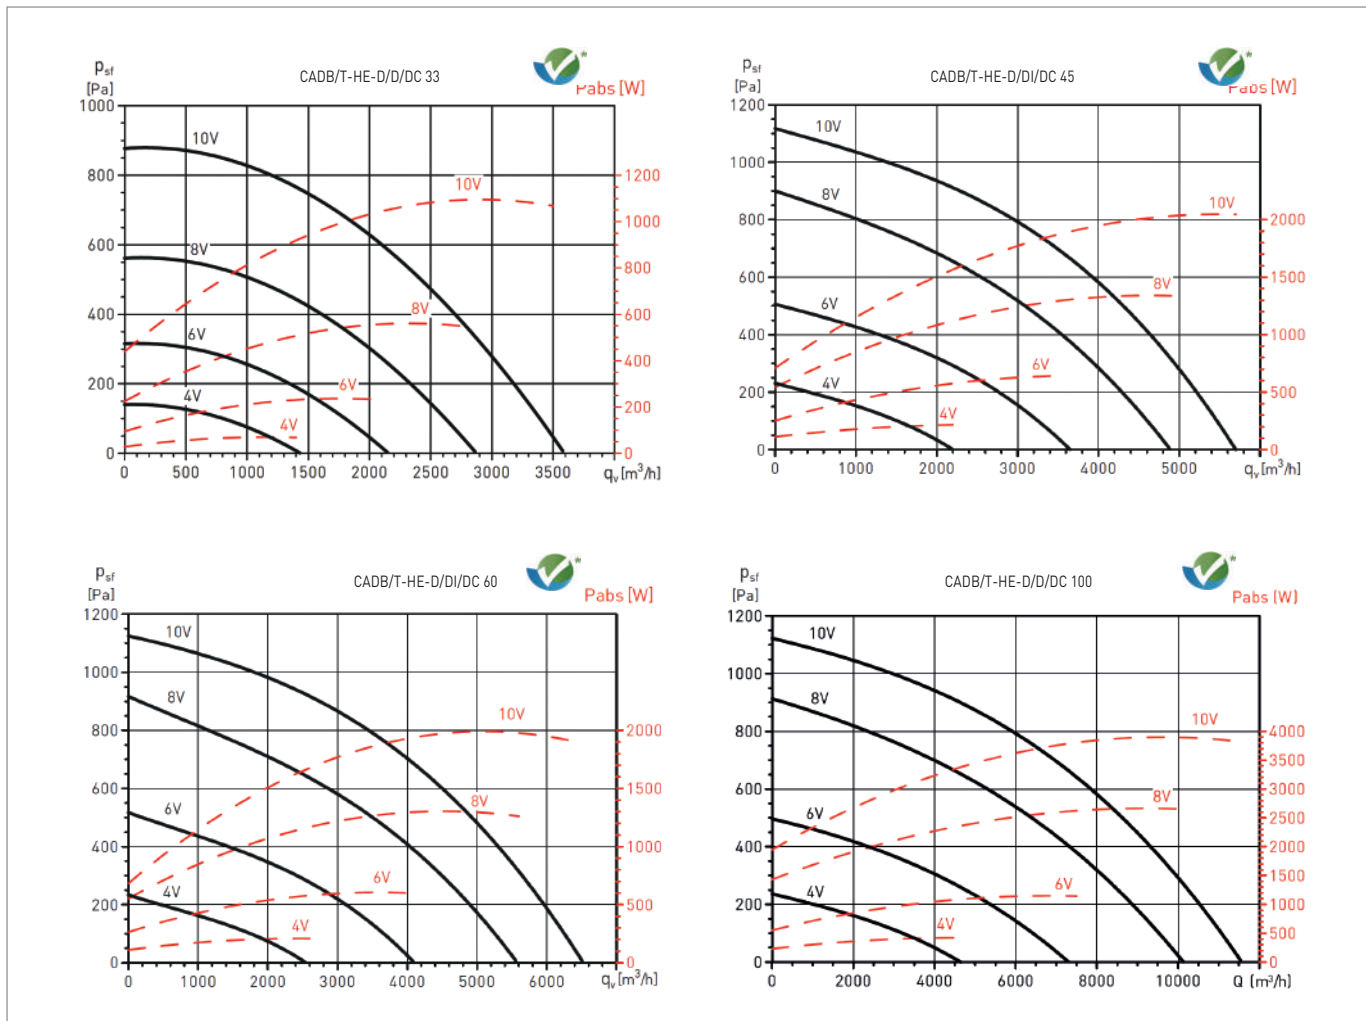 CADB/T-HE-D/D/DC 33
*
psf
[Pa]
Pabs [W]
1000
800
600
400
200
0
10V
8V
6V
4V
10V
8V
6V
4V
1200
1000
800
600
400
200
0
0 500 1000 1500 2000 2500 3000 3500
qv [m³/h]
CADB/T-HE-D/DI/DC 45
*
psf
[Pa]
Pabs [W]
1200
1000
800
600
400
200
0
10V
8V
6V
4V
10V
8V
6V
4V
2000
1500
1000
500
0
0 1000 2000 3000 4000 5000
qv [m³/h]
CADB/T-HE-D/DI/DC 60
*
psf
[Pa]
Pabs [W]
1200
1000
800
600
400
200
0
10V
8V
6V
4V
10V
8V
6V
4V
2000
1500
1000
500
0
0 1000 2000 3000 4000 5000 6000
qv [m³/h]
CADB/T-HE-D/D/DC 100
*
psf
[Pa]
Pabs [W]
1200
1000
800
600
400
200
0
10V
8V
6V
4V
10V
8V
6V
4V
4000
3500
3000
2500
2000
1500
1000
500
0
0 2000 4000 6000 8000 10000
Q [m³/h]